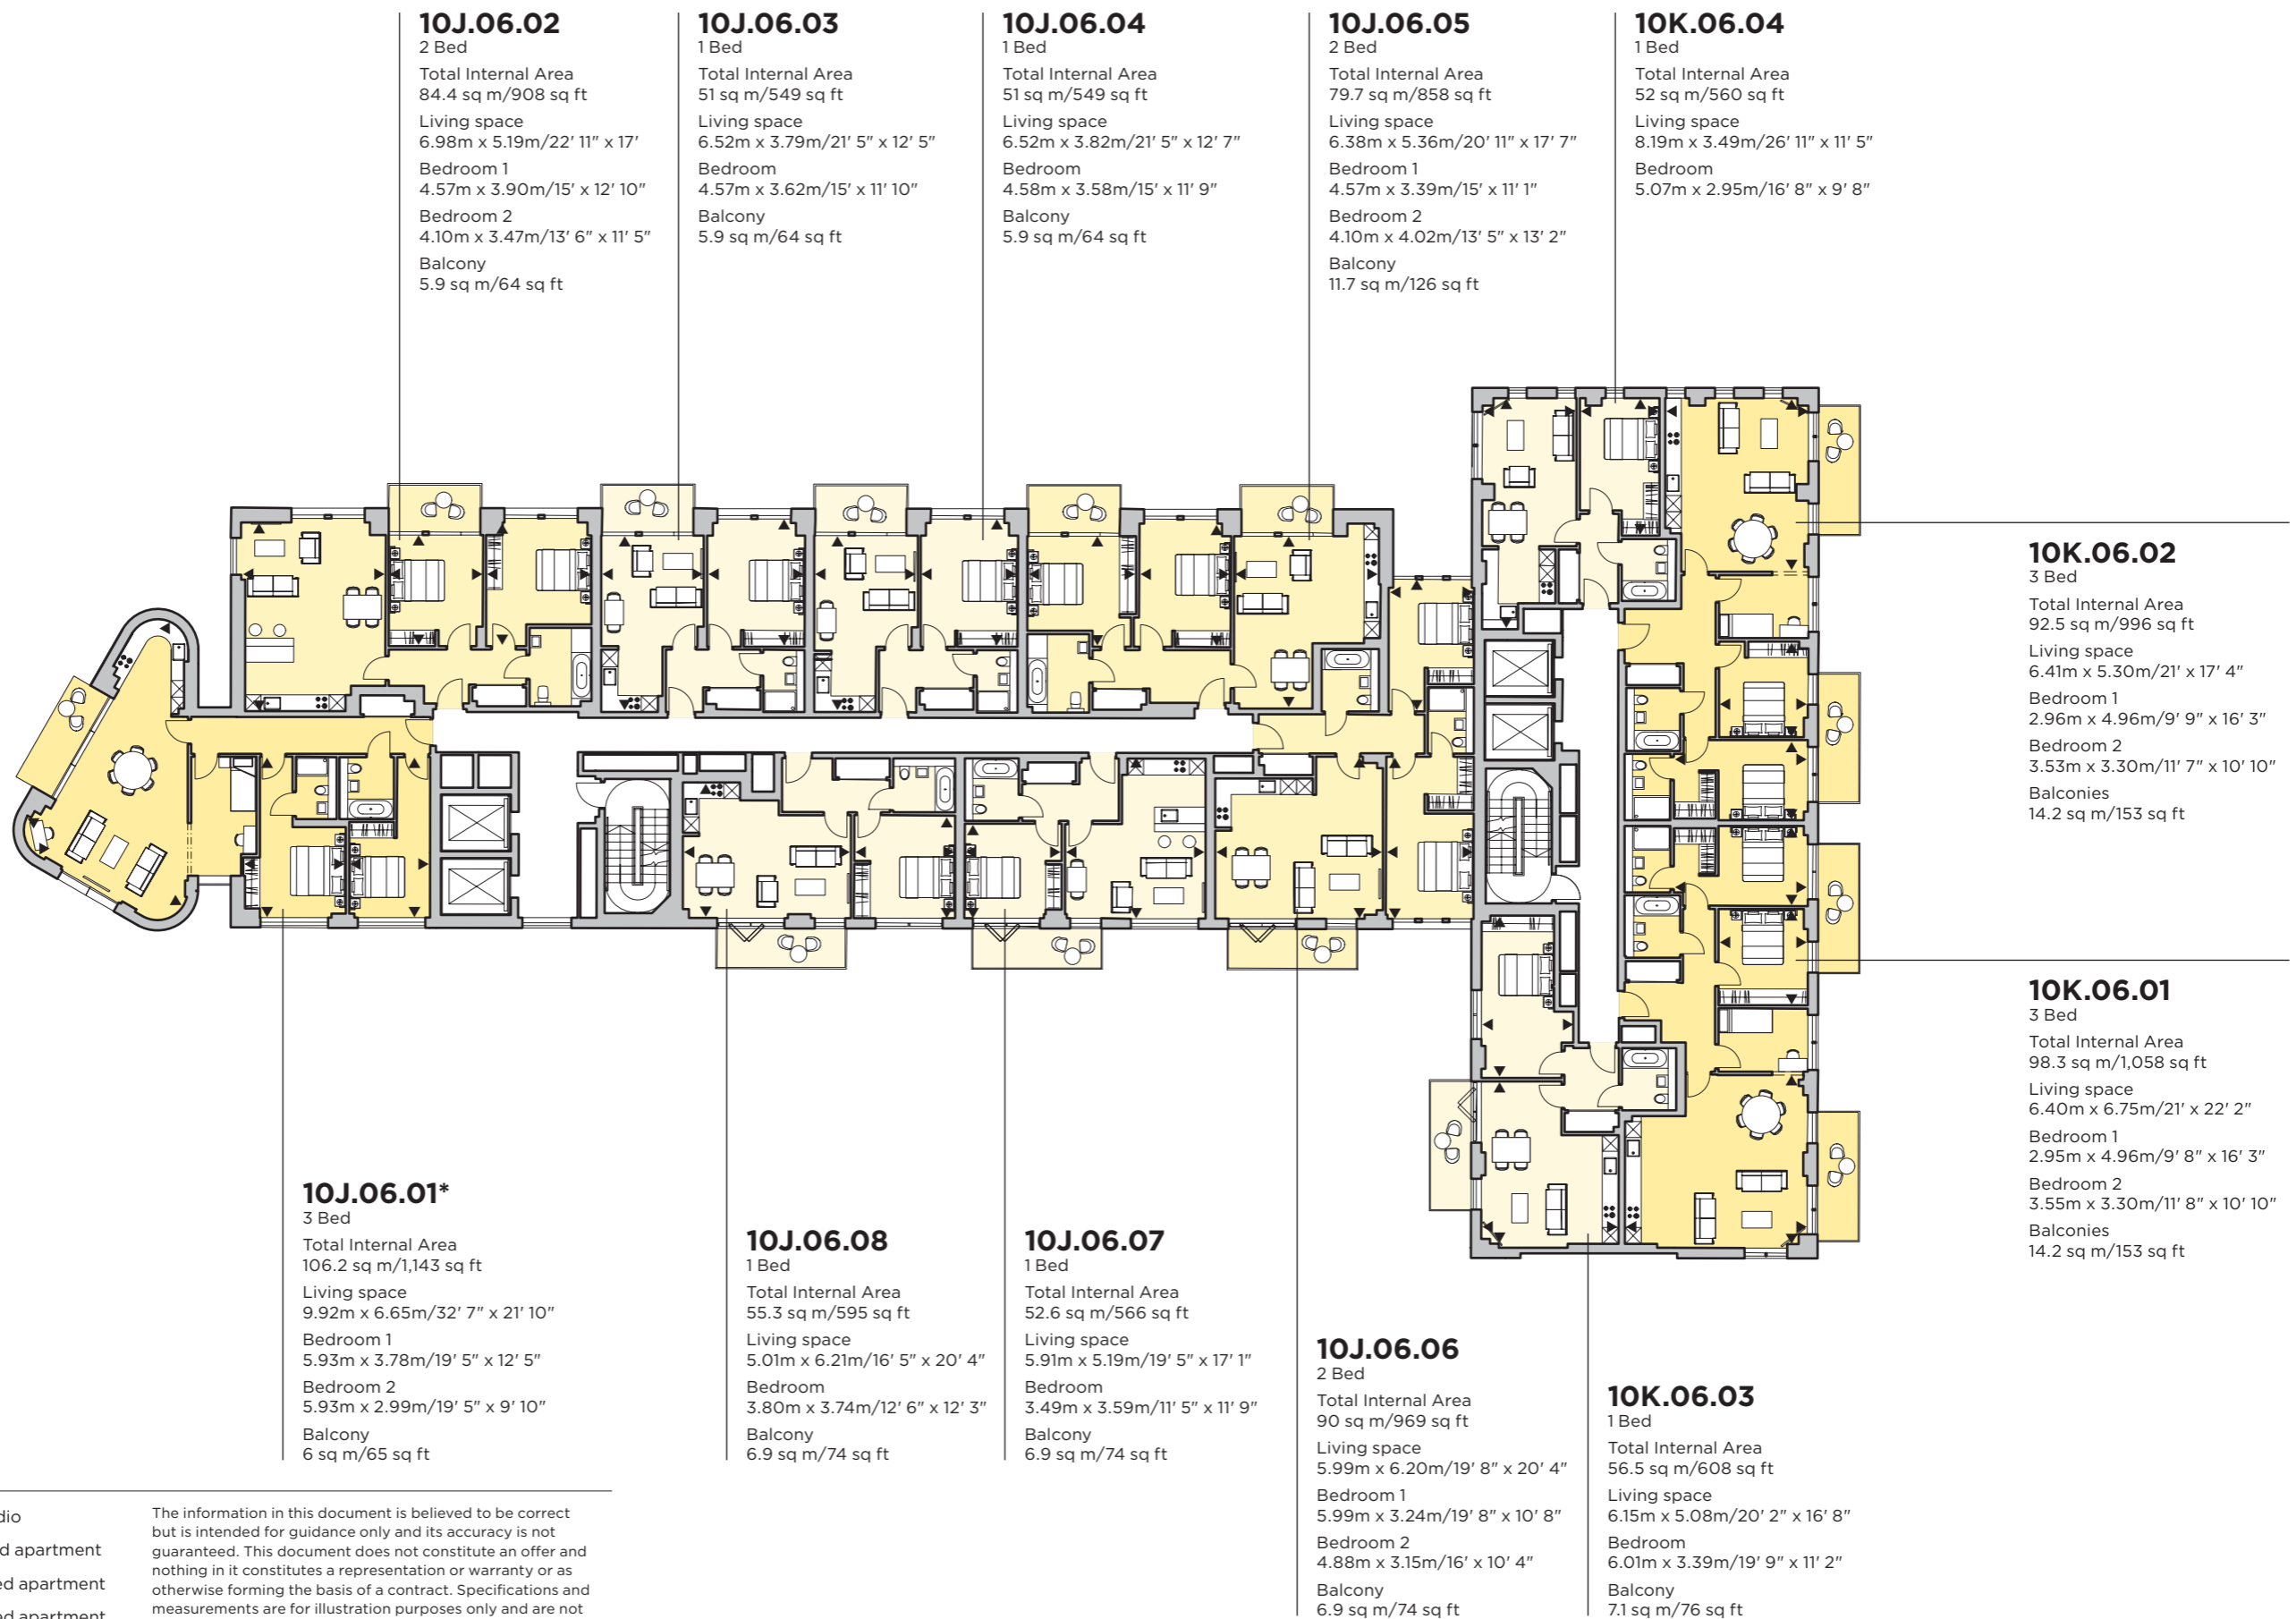 10J.06.02
2 Bed
Total Internal Area
84.4 sq m/908 sq ft
Living space
6.98m x 5.19m/22' 11" x 17'
Bedroom 1
4.57m x 3.90m/15' x 12' 10"
Bedroom 2
4.10m x 3.47m/13' 6" x 11' 5"
Balcony
5.9 sq m/64 sq ft
10J.06.03
1 Bed
Total Internal Area
51 sq m/549 sq ft
Living space
6.52m x 3.79m/21' 5" x 12' 5"
Bedroom
4.57m x 3.62m/15' x 11' 10"
Balcony
5.9 sq m/64 sq ft
10J.06.04
1 Bed
Total Internal Area
51 sq m/549 sq ft
Living space
6.52m x 3.82m/21' 5" x 12' 7"
Bedroom
4.58m x 3.58m/15' x 11' 9"
Balcony
5.9 sq m/64 sq ft
10J.06.05
2 Bed
Total Internal Area
79.7 sq m/858 sq ft
Living space
6.38m x 5.36m/20' 11" x 17' 7"
Bedroom 1
4.57m x 3.39m/15' x 11' 1"
Bedroom 2
4.10m x 4.02m/13' 5" x 13' 2"
Balcony
11.7 sq m/126 sq ft
10K.06.04
1 Bed
Total Internal Area
52 sq m/560 sq ft
Living space
8.19m x 3.49m/26' 11" x 11' 5"
Bedroom
5.07m x 2.95m/16' 8" x 9' 8"
10K.06.02
3 Bed
Total Internal Area
92.5 sq m/996 sq ft
Living space
6.41m x 5.30m/21' x 17' 4"
Bedroom 1
2.96m x 4.96m/9' 9" x 16' 3"
Bedroom 2
3.53m x 3.30m/11' 7" x 10' 10"
Balconies
14.2 sq m/153 sq ft
10K.06.01
3 Bed
Total Internal Area
98.3 sq m/1,058 sq ft
Living space
6.40m x 6.75m/21' x 22' 2"
Bedroom 1
2.95m x 4.96m/9' 8" x 16' 3"
Bedroom 2
3.55m x 3.30m/11' 8" x 10' 10"
Balconies
14.2 sq m/153 sq ft
10J.06.01*
3 Bed
Total Internal Area
106.2 sq m/1,143 sq ft
Living space
9.92m x 6.65m/32' 7" x 21' 10"
Bedroom 1
5.93m x 3.78m/19' 5" x 12' 5"
Bedroom 2
5.93m x 2.99m/19' 5" x 9' 10"
Balcony
6 sq m/65 sq ft
10J.06.08
1 Bed
Total Internal Area
55.3 sq m/595 sq ft
Living space
5.01m x 6.21m/16' 5" x 20' 4"
Bedroom
3.80m x 3.74m/12' 6" x 12' 3"
Balcony
6.9 sq m/74 sq ft
10J.06.07
1 Bed
Total Internal Area
52.6 sq m/566 sq ft
Living space
5.91m x 5.19m/19' 5" x 17' 1"
Bedroom
3.49m x 3.59m/11' 5" x 11' 9"
Balcony
6.9 sq m/74 sq ft
10J.06.06
2 Bed
Total Internal Area
90 sq m/969 sq ft
Living space
5.99m x 6.20m/19' 8" x 20' 4"
Bedroom 1
5.99m x 3.24m/19' 8" x 10' 8"
Bedroom 2
4.88m x 3.15m/16' x 10' 4"
Balcony
6.9 sq m/74 sq ft
10K.06.03
1 Bed
Total Internal Area
56.5 sq m/608 sq ft
Living space
6.15m x 5.08m/20' 2" x 16' 8"
Bedroom
6.01m x 3.39m/19' 9" x 11' 2"
Balcony
7.1 sq m/76 sq ft
dio
d apartment
ed apartment
ed apartment
The information in this document is believed to be correct
but is intended for guidance only and its accuracy is not
guaranteed. This document does not constitute an offer and
nothing in it constitutes a representation or warranty or as
otherwise forming the basis of a contract. Specifications and
measurements are for illustration purposes only and are not